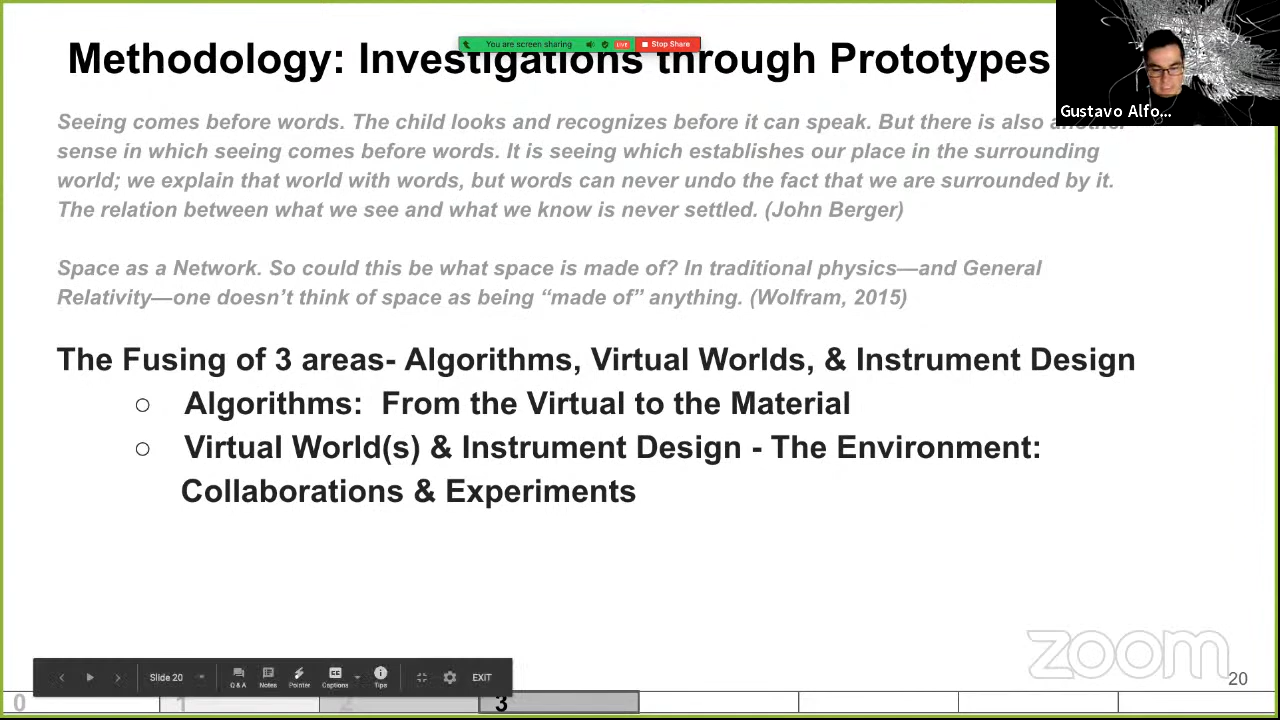 You are screen sharing LIVE Stop Share
Methodology: Investigations through Prototypes
Gustavo Alfo...
Seeing comes before words. The child looks and recognizes before it can speak. But there is also another
sense in which seeing comes before words. It is seeing which establishes our place in the surrounding
world; we explain that world with words, but words can never undo the fact that we are surrounded by it.
The relation between what we see and what we know is never settled. (John Berger)
Space as a Network. So could this be what space is made of? In traditional physics—and General
Relativity—one doesn’t think of space as being “made of” anything. (Wolfram, 2015)
The Fusing of 3 areas- Algorithms, Virtual Worlds, & Instrument Design
○ Algorithms: From the Virtual to the Material
○ Virtual World(s) & Instrument Design - The Environment:
Collaborations & Experiments
zoom
20
Slide 20 Q & A Notes Pointer Captions Tips EXIT
0 1 2 3